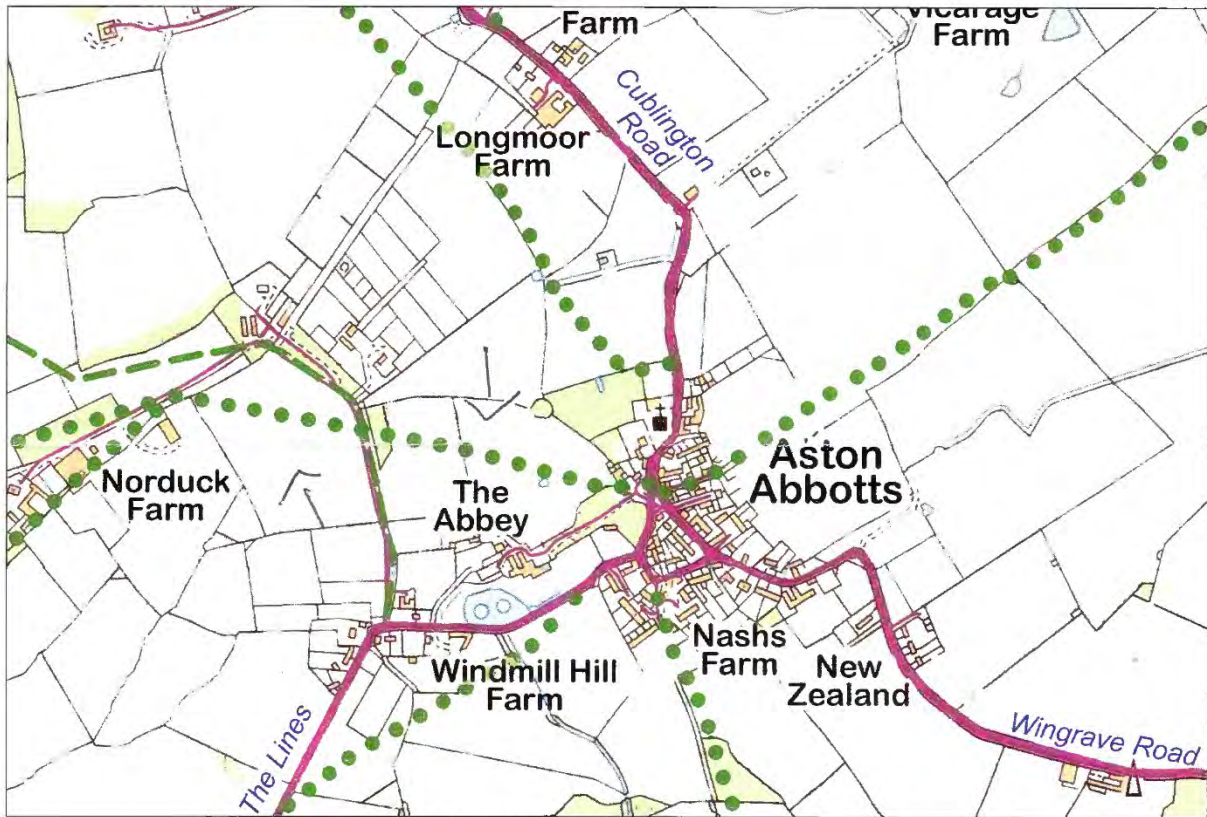 Farm
Vicarage
Farm
Cublington
Road
Longmoor
Farm
Norduck
Farm
The
Abbey
Aston
Abbotts
Windmill Hill
Farm
Nashs
Farm
New
Zealand
The Lines
Wingrave Road